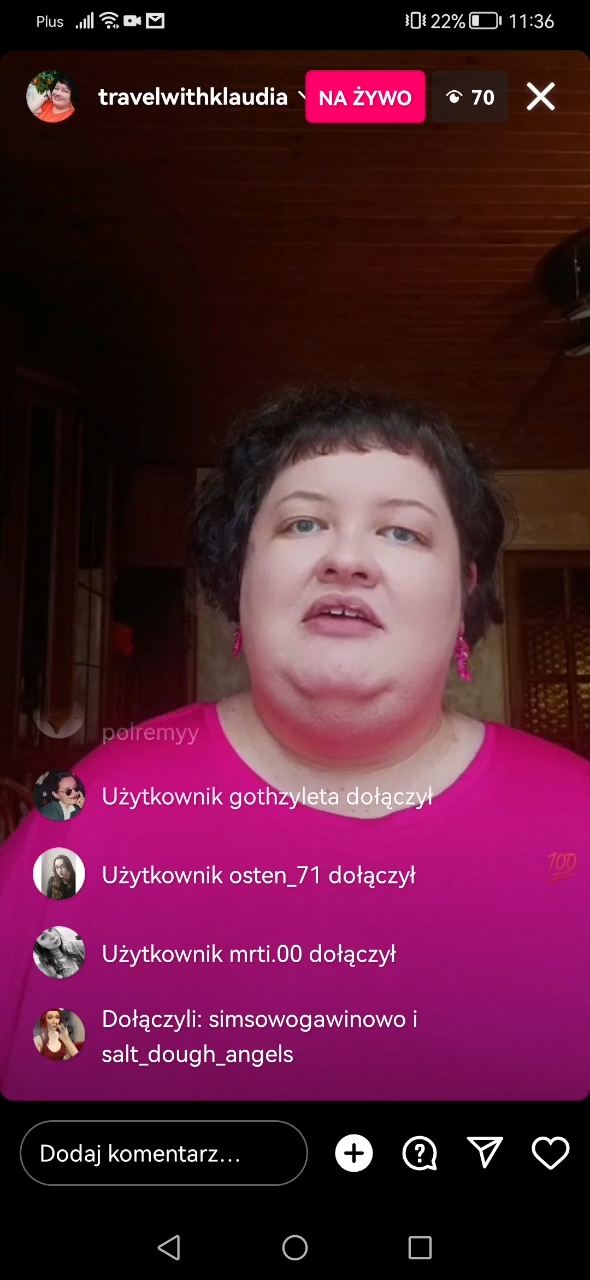 Plus 22% 11:36
travelwithklaudia NA ŻYWO 70
polremyy
Użytkownik gothzyleta dołączył
Użytkownik osten_71 dołączył
100
Użytkownik mrti.00 dołączył
Dołączyli: simsowogawinowo i
salt_dough_angels
Dodaj komentarz...